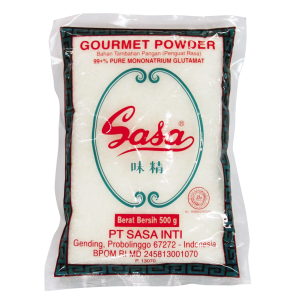 GOURMET POWDER
Bahan Tambahan Pangan (Penguat Rasa)
99+% PURE MONONATRIUM GLUTAMAT
Sasa®
味精
Berat Bersih 500 g
PT SASA INTI
Gending, Probolinggo 67272 - Indonesia
BPOM RI MD 245813001070